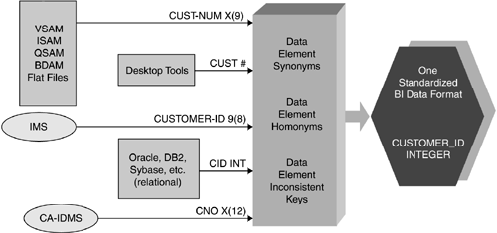 VSAM
ISAM
QSAM
BDAM
Flat Files
CUST-NUM X(9)
Desktop Tools
CUST #
IMS
CUSTOMER-ID 9(8)
Oracle, DB2,
Sybase, etc.
(relational)
CID INT
CA-IDMS
CNO X(12)
Data
Element
Synonyms
Data
Element
Homonyms
Data
Element
Inconsistent
Keys
One
Standardized
BI Data Format
CUSTOMER_ID
INTEGER